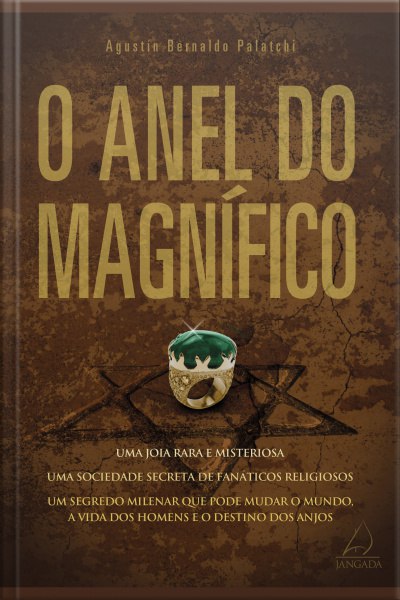 Agustín Bernaldo Palatchi
O ANEL DO
MAGNÍFICO
UMA JOIA RARA E MISTERIOSA
UMA SOCIEDADE SECRETA DE FANÁTICOS RELIGIOSOS
UM SEGREDO MILENAR QUE PODE MUDAR O MUNDO,
A VIDA DOS HOMENS E O DESTINO DOS ANJOS
JANGADA